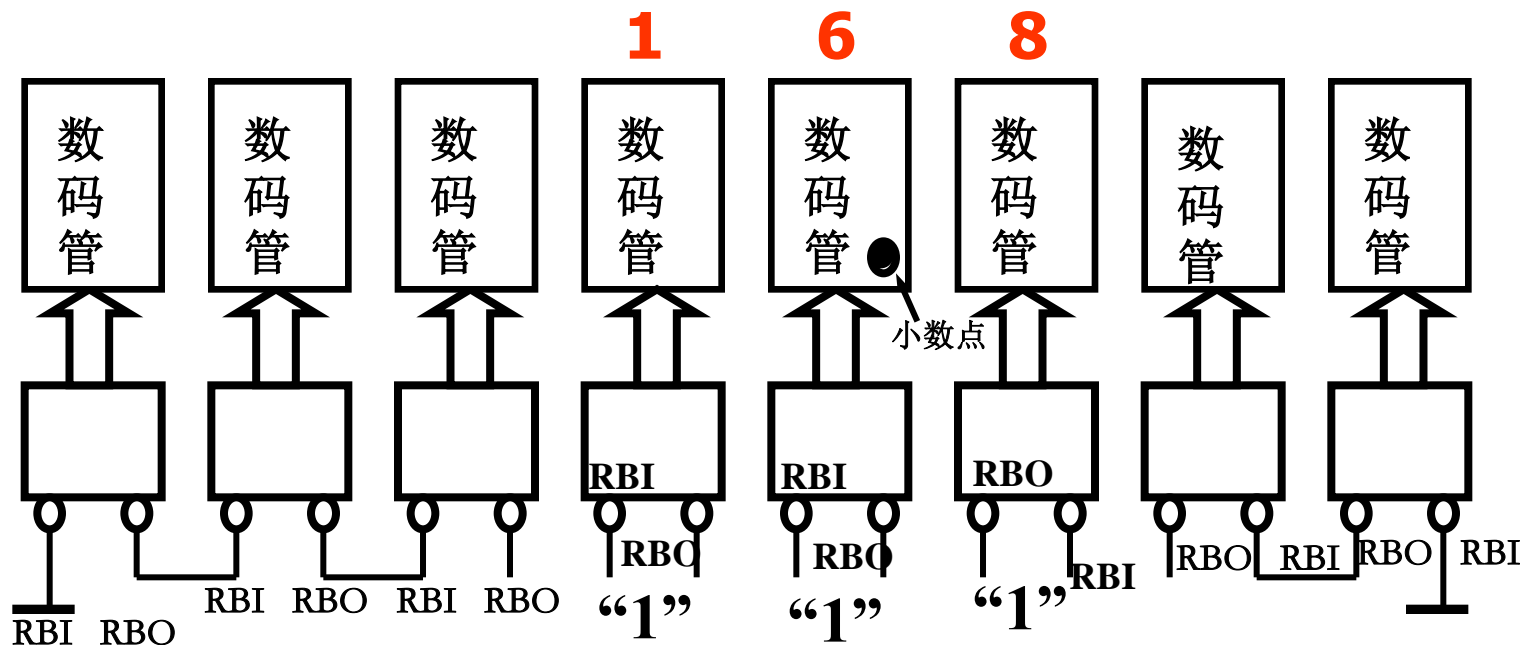 1 6 8
数码管 数码管 数码管 数码管 数码管 数码管 数码管 数码管
小数点
RBI RBI RBO
RBO RBO RBI RBO RBI RBO RBI
RBI RBO RBI RBO “1” “1” “1”
RBI RBO